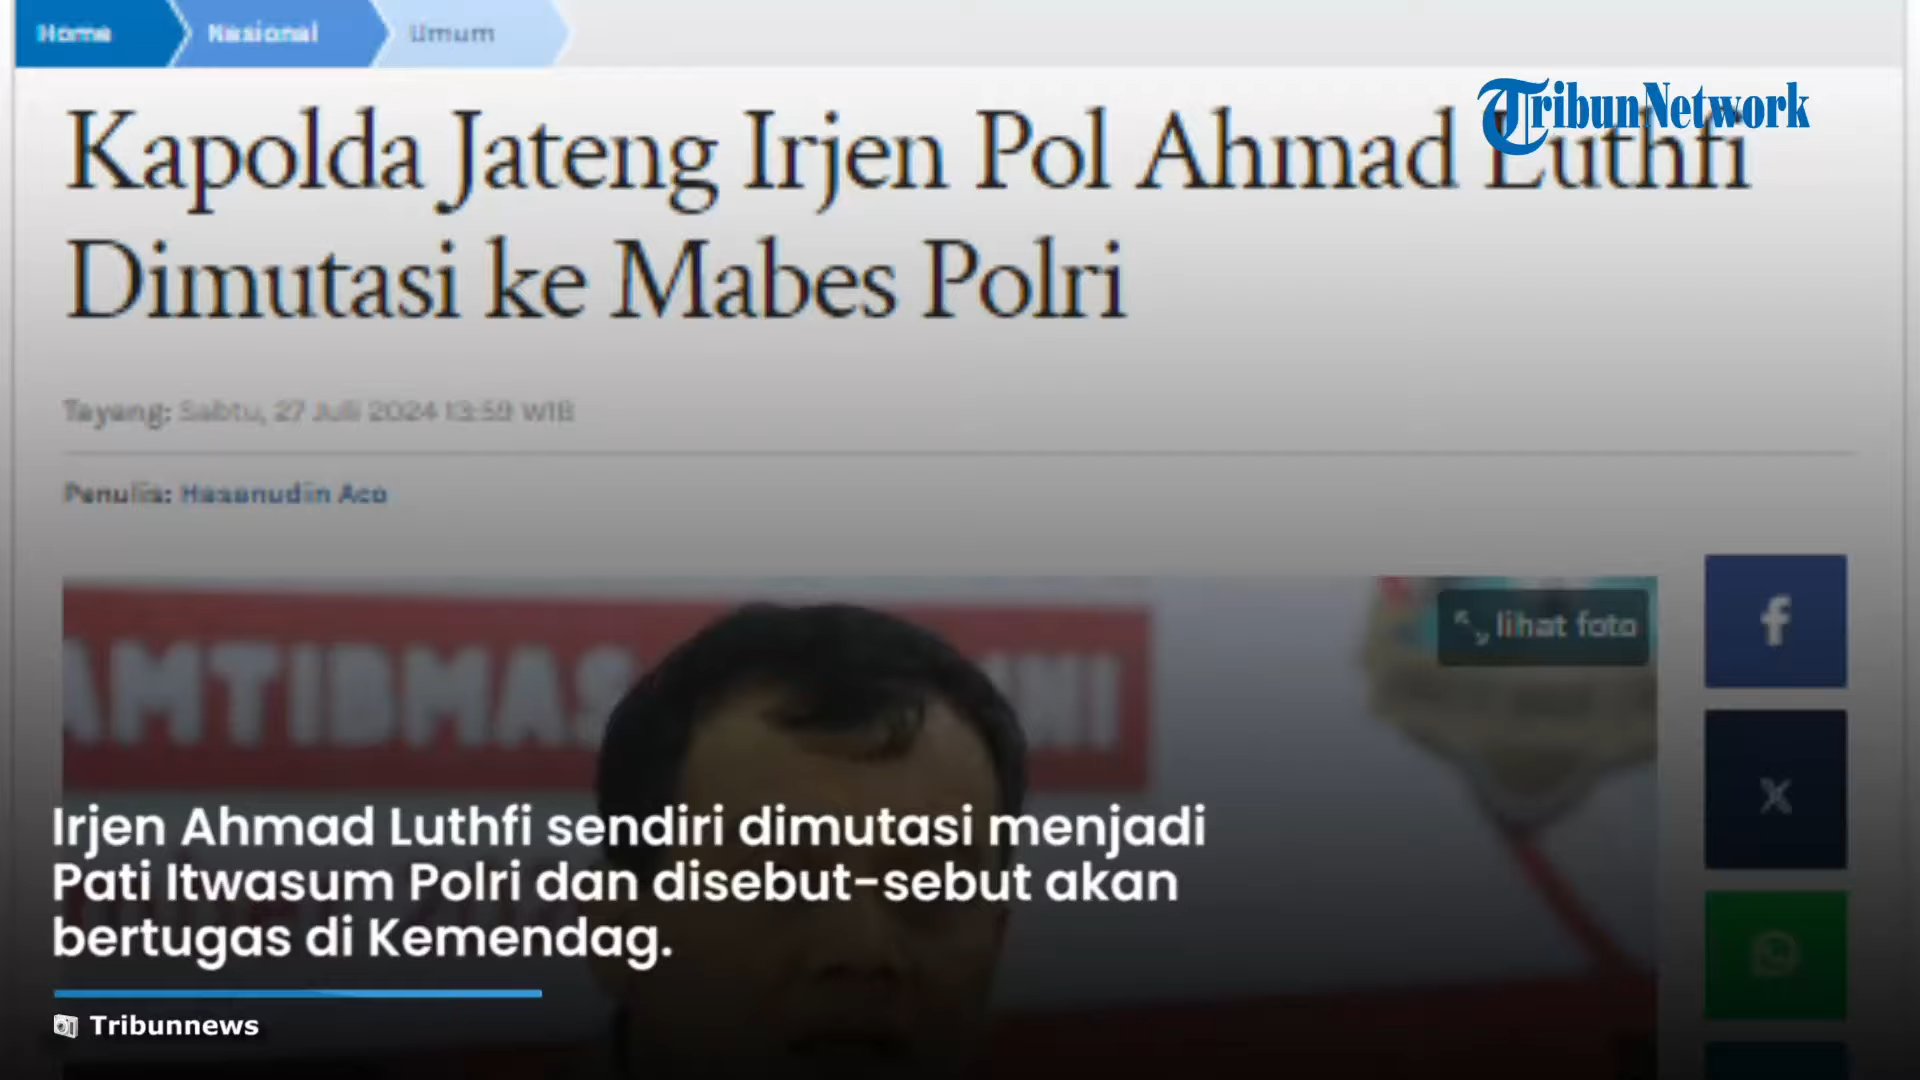 Home Nasional Umum
TribunNetwork
Kapolda Jateng Irjen Pol Ahmad Luthfi
Dimutasi ke Mabes Polri
Tayang: Sabtu, 27 Juli 2024 13:59 WIB
Penulis: Hasanudin Aco
lihat foto
AMTIBMAS
Irjen Ahmad Luthfi sendiri dimutasi menjadi
Pati Itwasum Polri dan disebut-sebut akan
bertugas di Kemendag.
Tribunnews